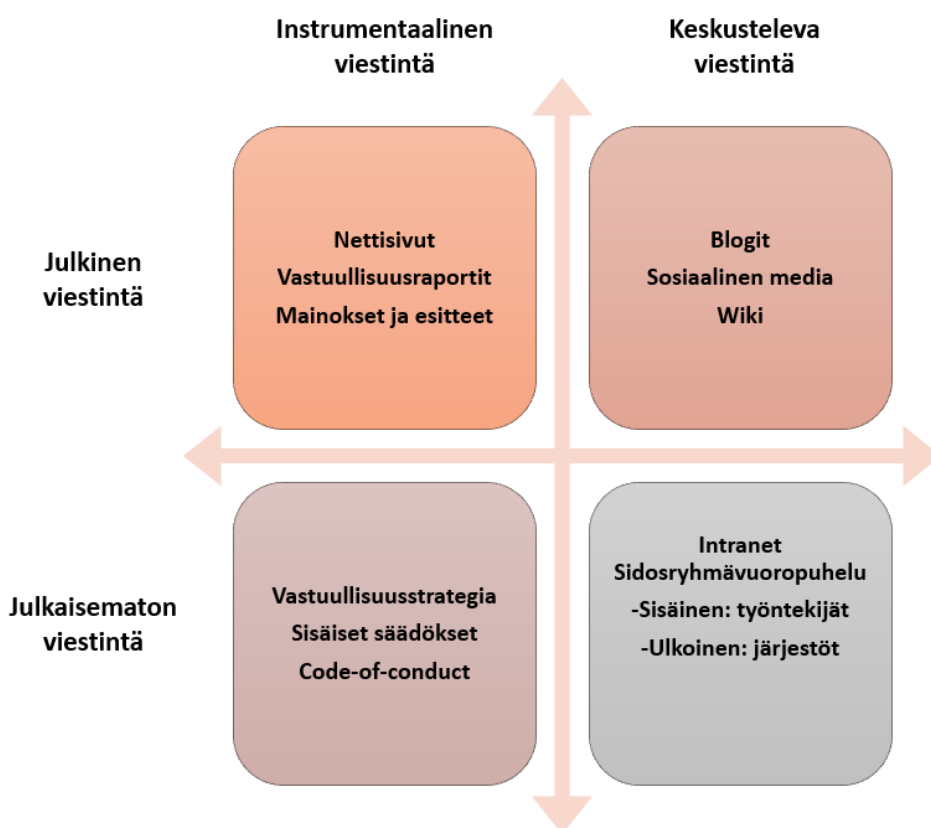 Instrumentaalinen
viestintä
Keskusteleva
viestintä
Julkinen
viestintä
Nettisivut
Vastuullisuusraportit
Mainokset ja esitteet
Blogit
Sosiaalinen media
Wiki
Julkaisematon
viestintä
Vastuullisuusstrategia
Sisäiset säädökset
Code-of-conduct
Intranet
Sidosryhmävuoropuhelu
-Sisäinen: työntekijät
-Ulkoinen: järjestöt